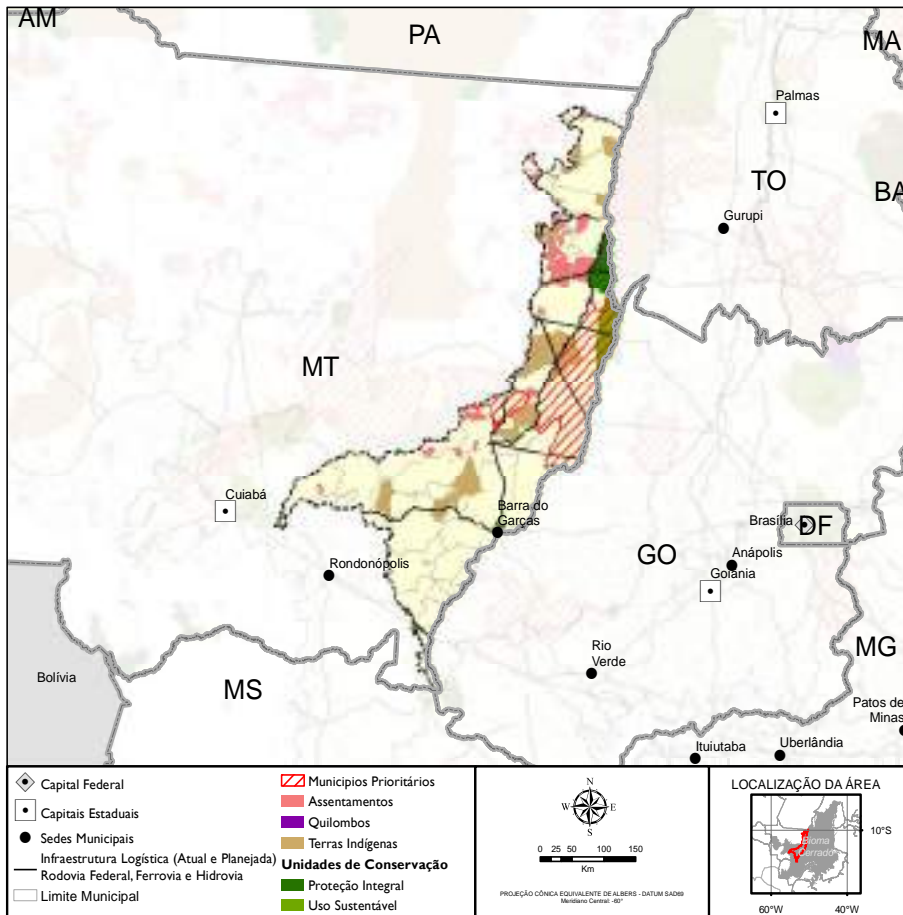 AM
PA
MA
Palmas
TO
BA
Gurupi
MT
Cuiabá
Barra do
Garças
Brasília
DF
Anápolis
GO
Goiânia
Rondonópolis
Rio
Verde
MG
Bolívia
MS
Patos de
Minas
Ituiutaba
Uberlândia
Capital Federal
Capitais Estaduais
Sedes Municipais
Infraestrutura Logística (Atual e Planejada)
Rodovia Federal, Ferrovia e Hidrovia
Limite Municipal
Municipios Prioritários
Assentamentos
Quilombos
Terras Indígenas
Unidades de Conservação
Proteção Integral
Uso Sustentável
N
W E
S
0 25 50 100 150
Km
PROJEÇÃO CÔNICA EQUIVALENTE DE ALBERS - DATUM SAD69
Meridiano Central: -60°
LOCALIZAÇÃO DA ÁREA
10°S
Bioma
Cerrado
60°W 40°W